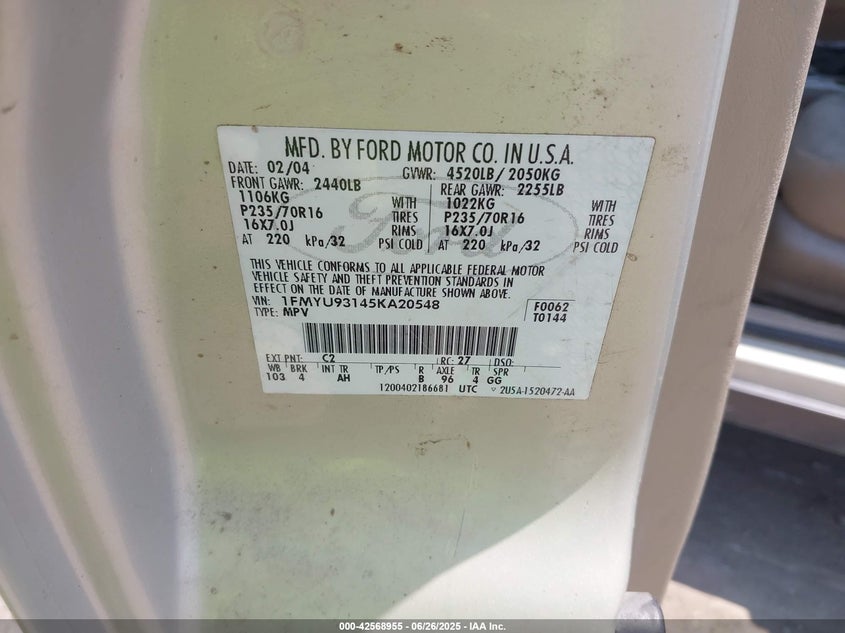 MFD. BY FORD MOTOR CO. IN U.S.A.
DATE: 02/04 GVWR: 4520LB/ 2050KG
FRONT GAWR: 2440LB REAR GAWR: 2255LB
1106KG WITH 1022KG WITH
P235/70R16 TIRES P235/70R16 TIRES
16X7.0J RIMS 16X7.0J RIMS
AT 220 kPa/32 PSI COLD AT 220 kPa/32 PSI COLD
Ford
THIS VEHICLE CONFORMS TO ALL APPLICABLE FEDERAL MOTOR
VEHICLE SAFETY AND THEFT PREVENTION STANDARDS IN
EFFECT ON THE DATE OF MANUFACTURE SHOWN ABOVE.
VIN: 1FMYU93145KA20548 F0062
TYPE: MPV T0144
EXT PNT: C2 RC: 27 DSO:
WB BRK INT TR TP/PS R AXLE TR SPR
103 4 AH B 96 4 GG
1200402186681 UTC 2U5A-1520472-AA
000-42568955 - 06/26/2025 - IAA Inc.